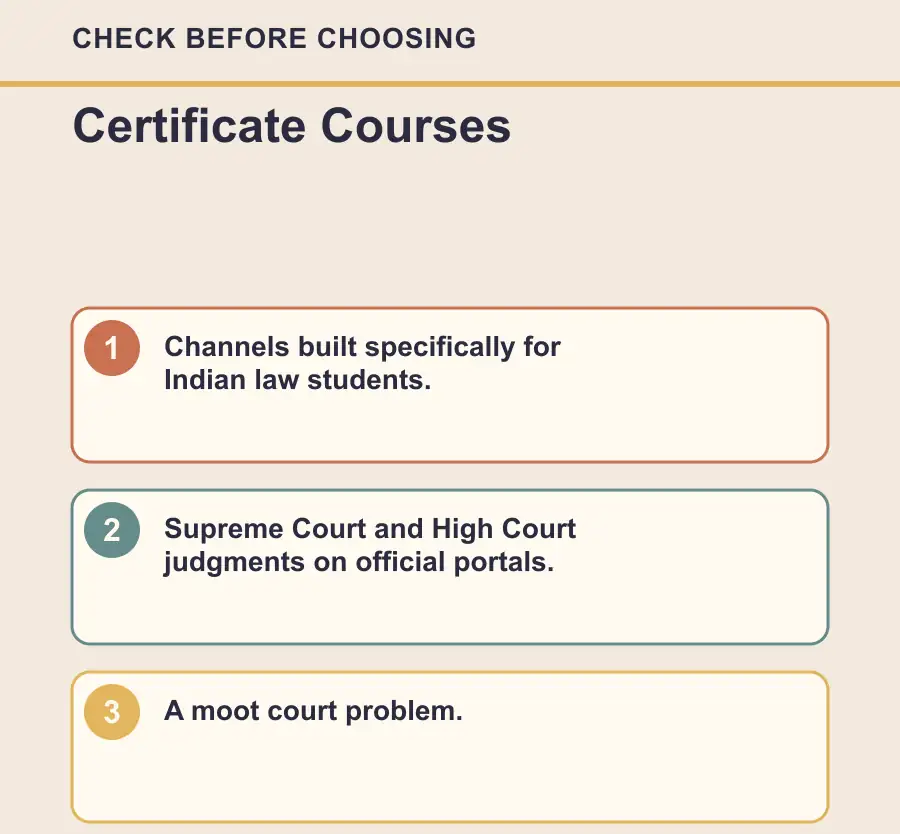 CHECK BEFORE CHOOSING
Certificate Courses
1
Channels built specifically for
Indian law students.
2
Supreme Court and High Court
judgments on official portals.
3
A moot court problem.